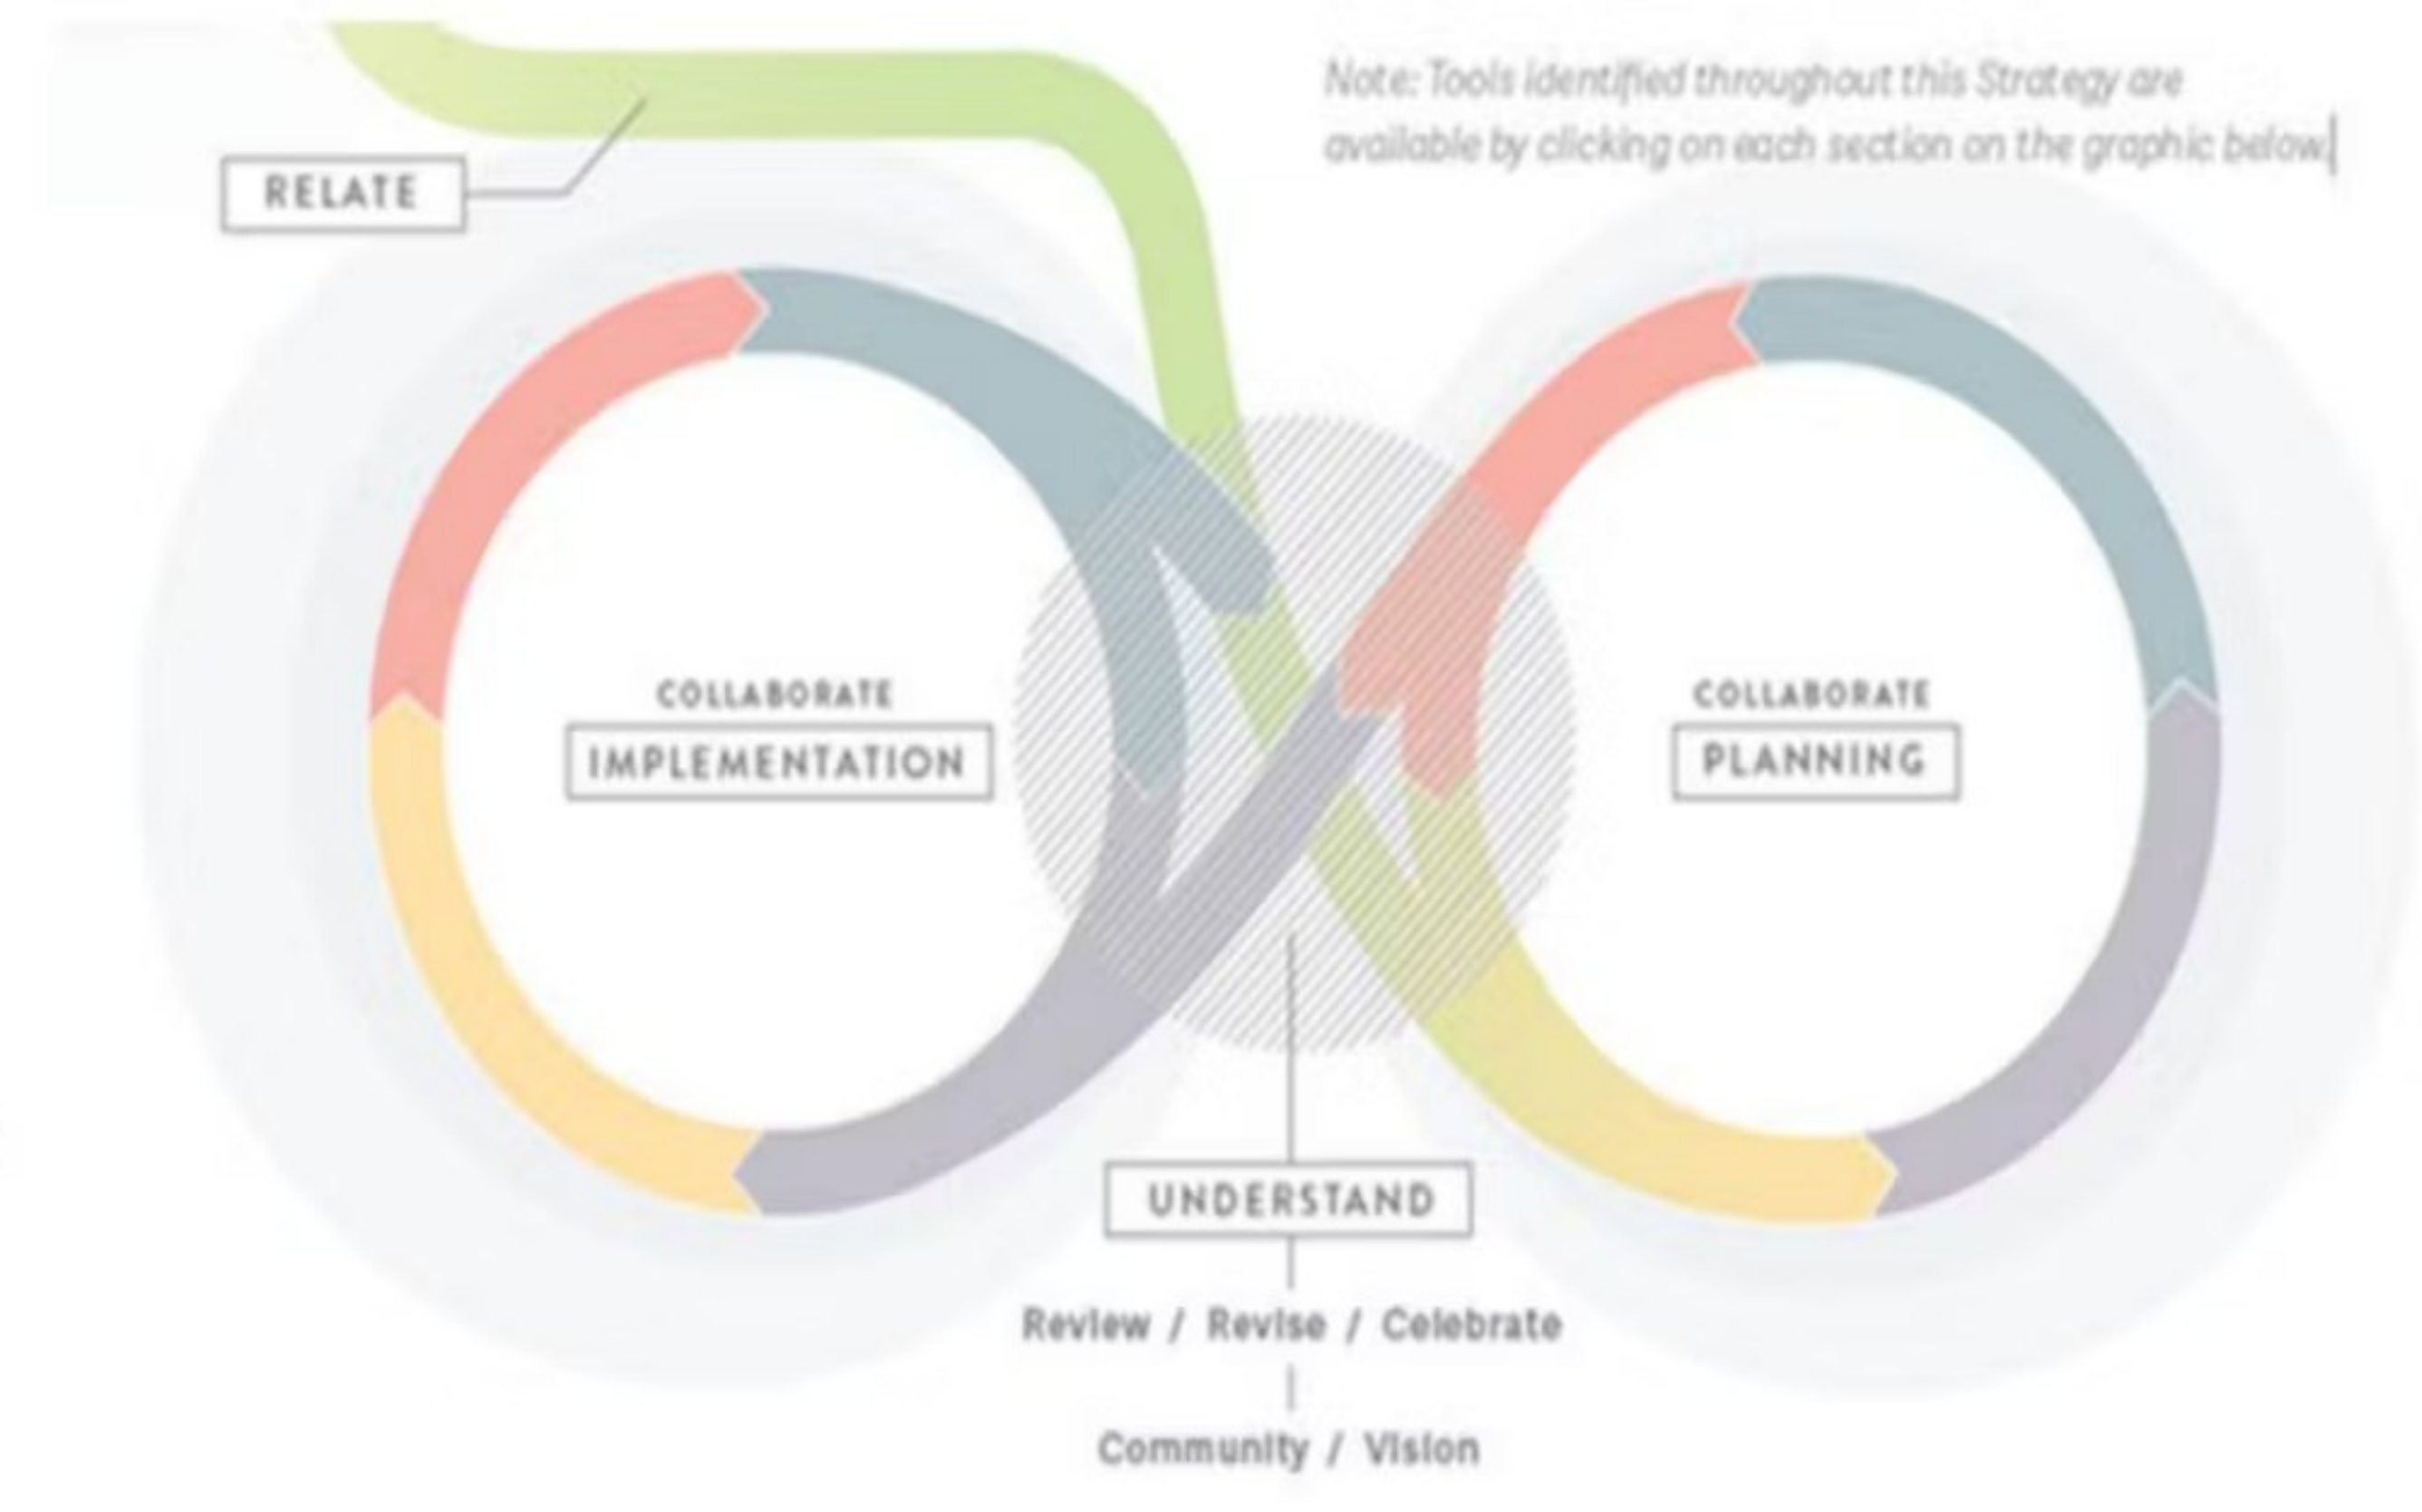 Note: Tools identified throughout this Strategy are
available by clicking on each section on the graphic below.
RELATE
COLLABORATE
IMPLEMENTATION
COLLABORATE
PLANNING
UNDERSTAND
Review / Revise / Celebrate
Community / Vision